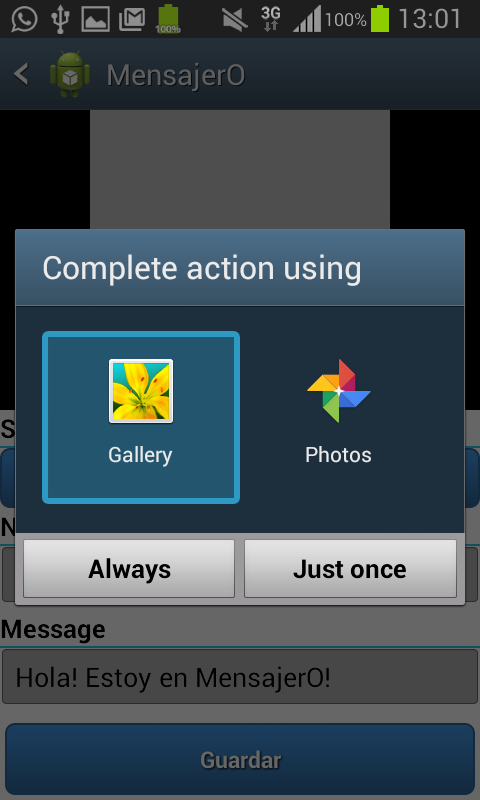 100%
3G
100%
13:01
MensajerO
Complete action using
Gallery
Photos
S
Always
Just once
N
Message
Hola! Estoy en MensajerO!
Guardar